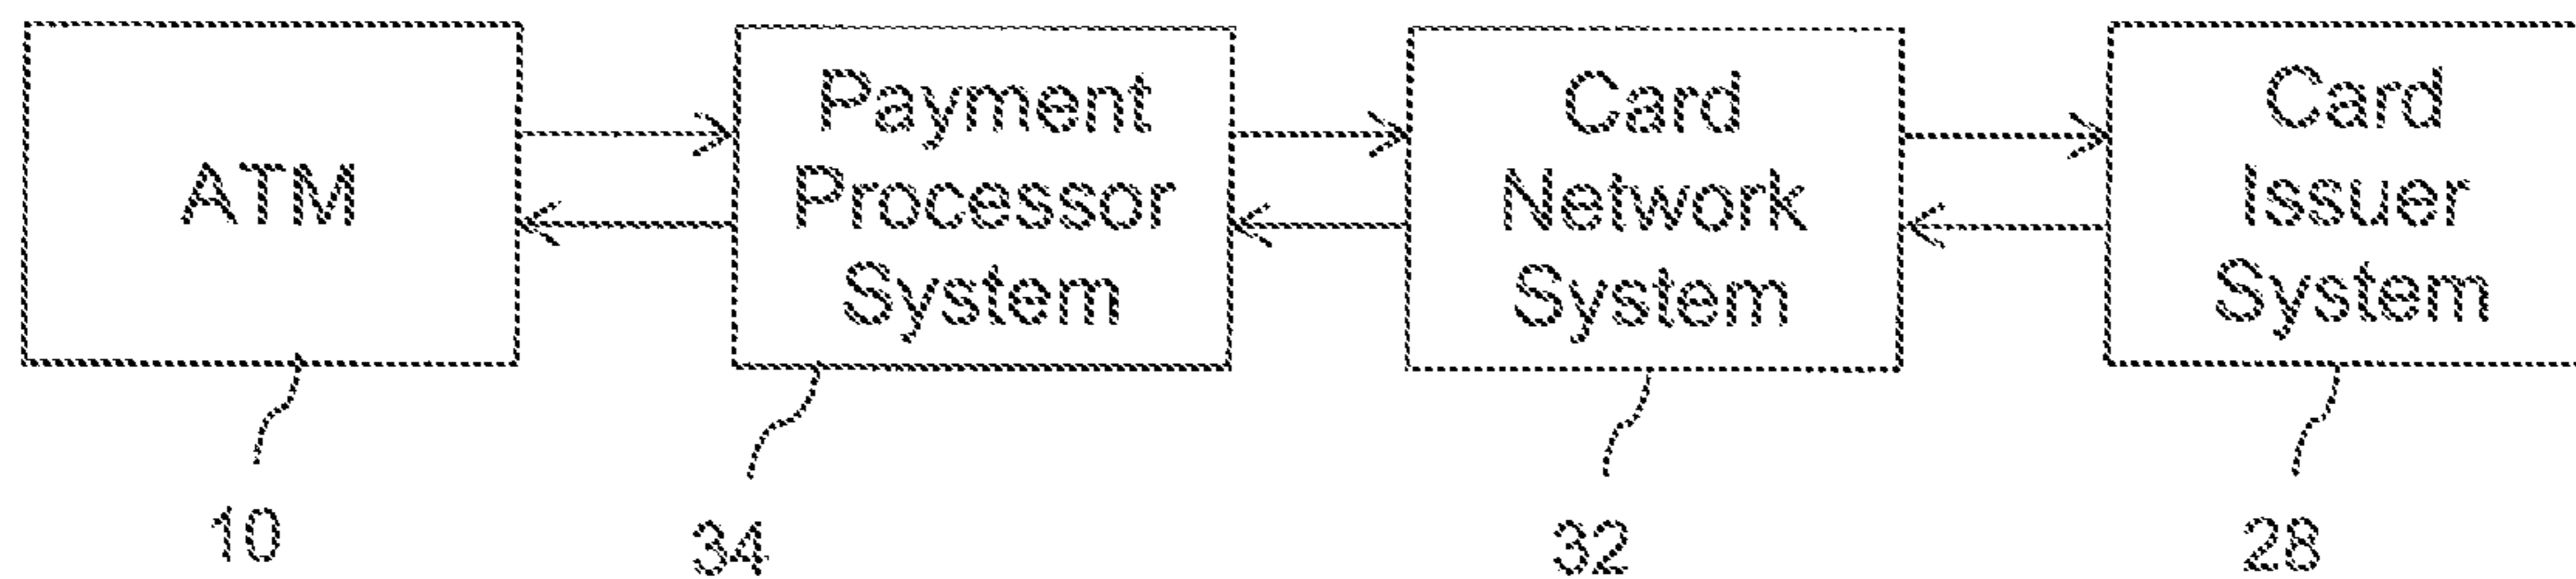 ATM
Payment
Processor
System
Card
Network
System
Card
Issuer
System
10
34
32
28